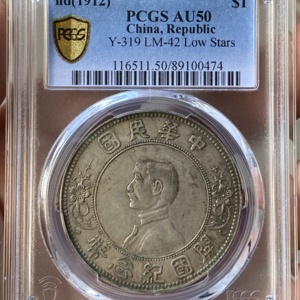 nd(1912) $1
PCGS AU50
China, Republic
Y-319 LM-42 Low Stars
116511.50/89100474
PCGS
中華民國
開國紀念幣